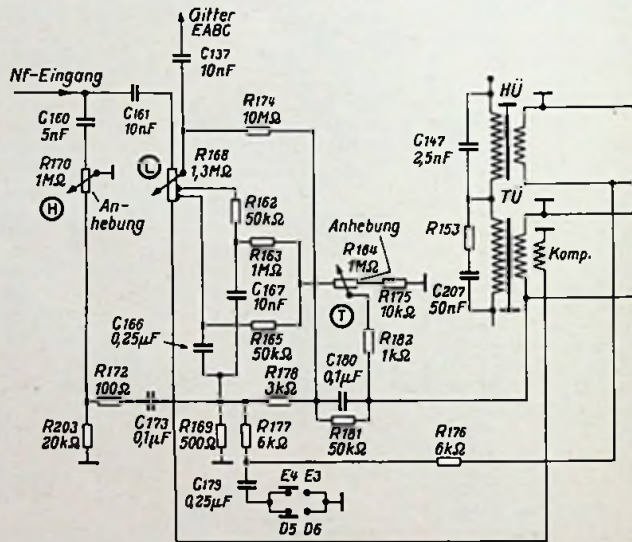 Gitter
EABC
C137
10nF
Nf-Eingang
C160
5nF
C161
10nF
R174
10MΩ
HÜ
C147
2,5nF
R170
1MΩ
H
An-
hebung
L
R168
1,3MΩ
R162
50kΩ
TÜ
R153
C207
50nF
Komp.
Anhebung
R164
1MΩ
R163
1MΩ
C167
10nF
R175
10kΩ
T
C166
0,25µF
R165
50kΩ
R182
1kΩ
R172
100Ω
R178
3kΩ
C180
0,1µF
R203
20kΩ
C173
0,1µF
R169
500Ω
R177
6kΩ
R181
50kΩ
R176
6kΩ
C179
0,25µF
E4 E3
D5 D6